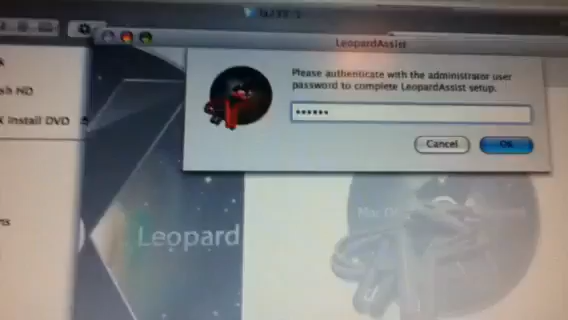 LeopardAssist
Please authenticate with the administrator user
password to complete LeopardAssist setup.
••••••
Cancel
OK
sh HD
Install DVD
Leopard
Mac